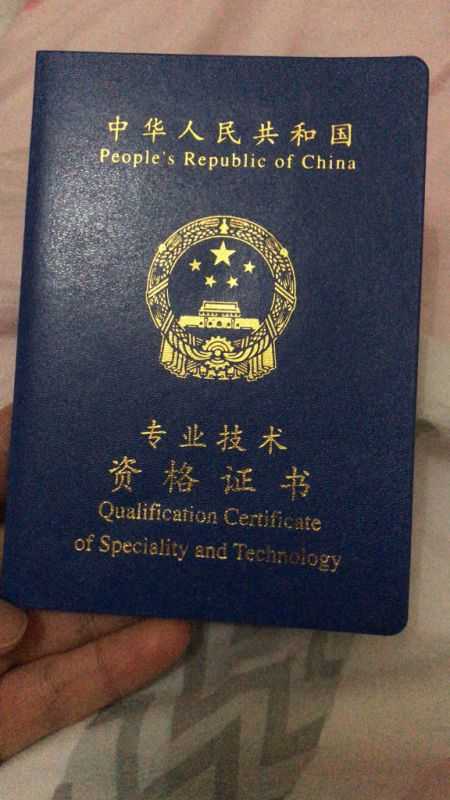 中华人民共和国
People's Republic of China
专业技术
资格证书
Qualification Certificate
of Speciality and Technology